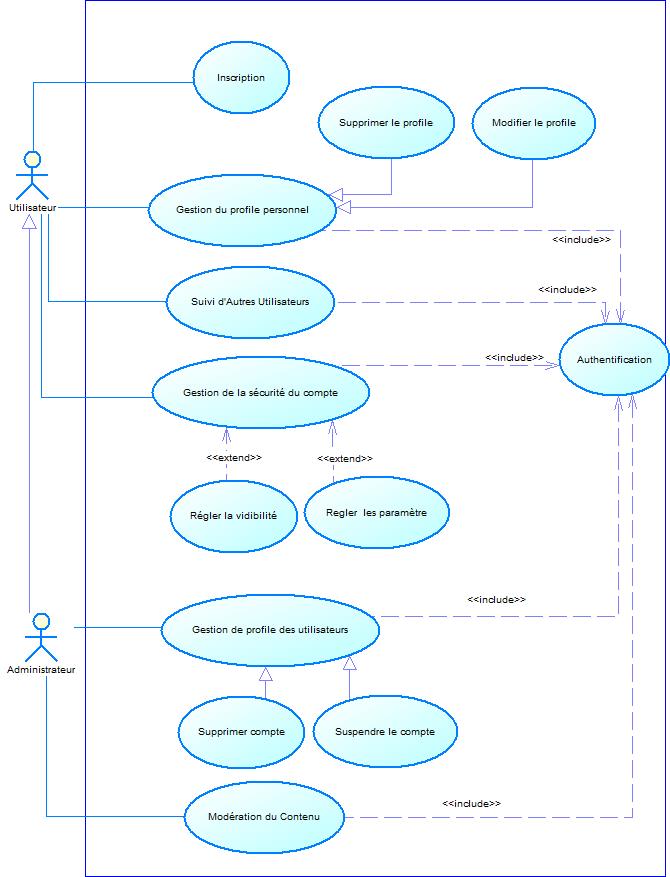 Inscription
Supprimer le profile
Modifier le profile
Utilisateur
Gestion du profile personnel
<<include>>
<<include>>
Suivi d'Autres Utilisateurs
<<include>>
Authentification
Gestion de la sécurité du compte
<<extend>>
<<extend>>
Régler la vidibilité
Regler les paramètre
<<include>>
Gestion de profile des utilisateurs
Administrateur
Supprimer compte
Suspendre le compte
<<include>>
Modération du Contenu